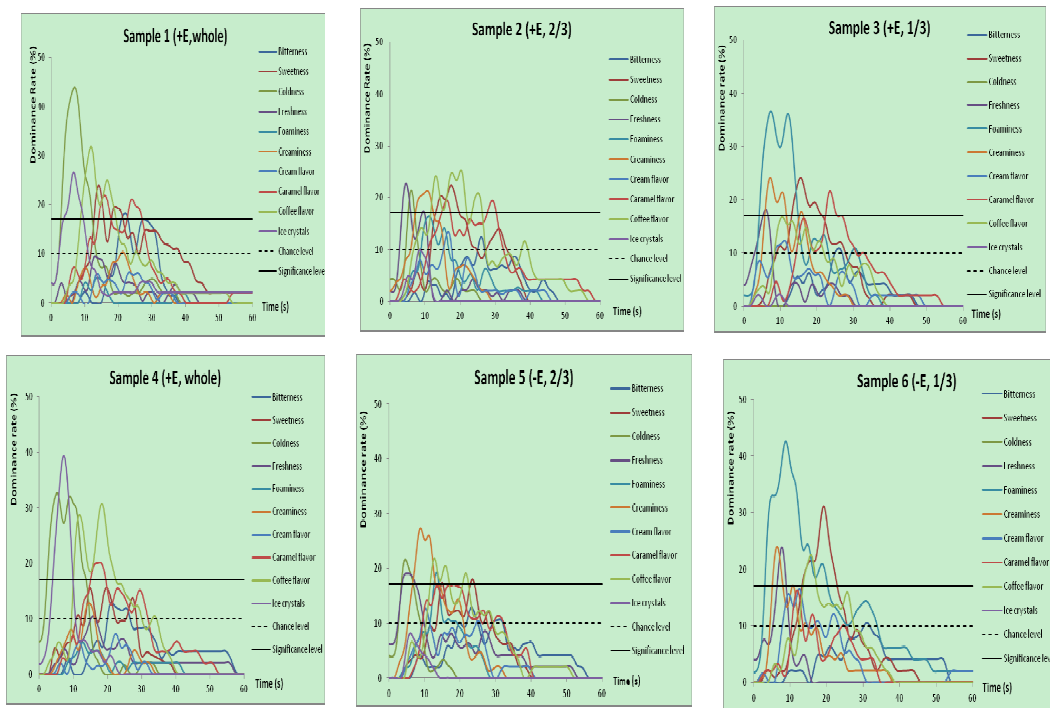 Sample 1 (+E,whole)
Dominance Rate (%)
50
40
30
20
10
0
0 10 20 30 40 50 60
Time (s)
Bitterness
Sweetness
Coldness
Freshness
Foaminess
Creaminess
Cream flavor
Caramel flavor
Coffee flavor
Ice crystals
Chance level
Significance leve
Sample 2 (+E, 2/3)
Dominance Rate (%)
50
40
30
20
10
0
0 10 20 30 40 50 60
Time (s)
Bitterness
Sweetness
Coldness
Freshness
Foaminess
Creaminess
Cream flavor
Caramel flavor
Coffee flavor
Ice crystals
Chance level
Significance level
Sample 3 (+E, 1/3)
Dominance rate (%)
50
40
30
20
10
0
0 10 20 30 40 50 60
Time (s)
Bitterness
Sweetness
Coldness
Freshness
Foaminess
Creaminess
Cream flavor
Caramel flavor
Coffee flavor
Ice crystals
Chance level
Significance level
Sample 4 (+E, whole)
Dominance rate (%)
50
40
30
20
10
0
0 10 20 30 40 50 60
Time (s)
Bitterness
Sweetness
Coldness
Freshness
Foaminess
Creaminess
Cream flavor
Caramel flavor
Coffee flavor
Ice crystals
Chance level
Significance level
Sample 5 (-E, 2/3)
Dominance rate (%)
50
40
30
20
10
0
0 10 20 30 40 50 60
Time (s)
Bitterness
Sweetness
Coldness
Freshness
Foaminess
Creaminess
Cream flavor
Caramel flavor
Coffee flavor
Ice crystals
Chance level
Significance level
Sample 6 (-E, 1/3)
Dominance rate (%)
50
40
30
20
10
0
0 10 20 30 40 50 60
Time (s)
Bitterness
Sweetness
Coldness
Freshness
Foaminess
Creaminess
Cream flavor
Caramel flavor
Coffee flavor
Ice crystals
Chance level
Significance lev